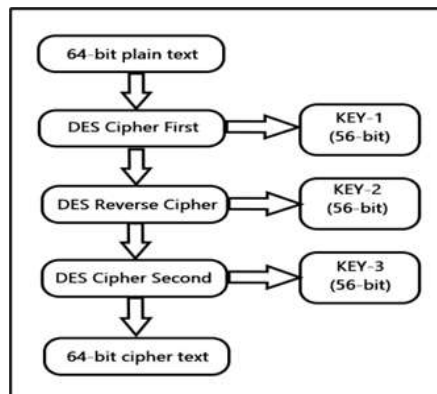 64-bit plain text
DES Cipher First
KEY-1
(56-bit)
DES Reverse Cipher
KEY-2
(56-bit)
DES Cipher Second
KEY-3
(56-bit)
64-bit cipher text